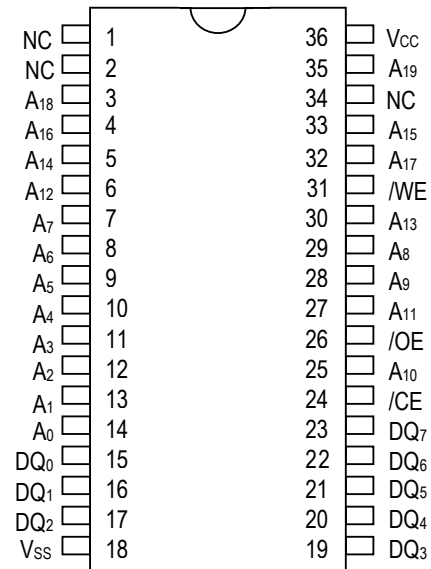 NC 1 36 VCC
NC 2 35 A19
A18 3 34 NC
A16 4 33 A15
A14 5 32 A17
A12 6 31 /WE
A7 7 30 A13
A6 8 29 A8
A5 9 28 A9
A4 10 27 A11
A3 11 26 /OE
A2 12 25 A10
A1 13 24 /CE
A0 14 23 DQ7
DQ0 15 22 DQ6
DQ1 16 21 DQ5
DQ2 17 20 DQ4
VSS 18 19 DQ3